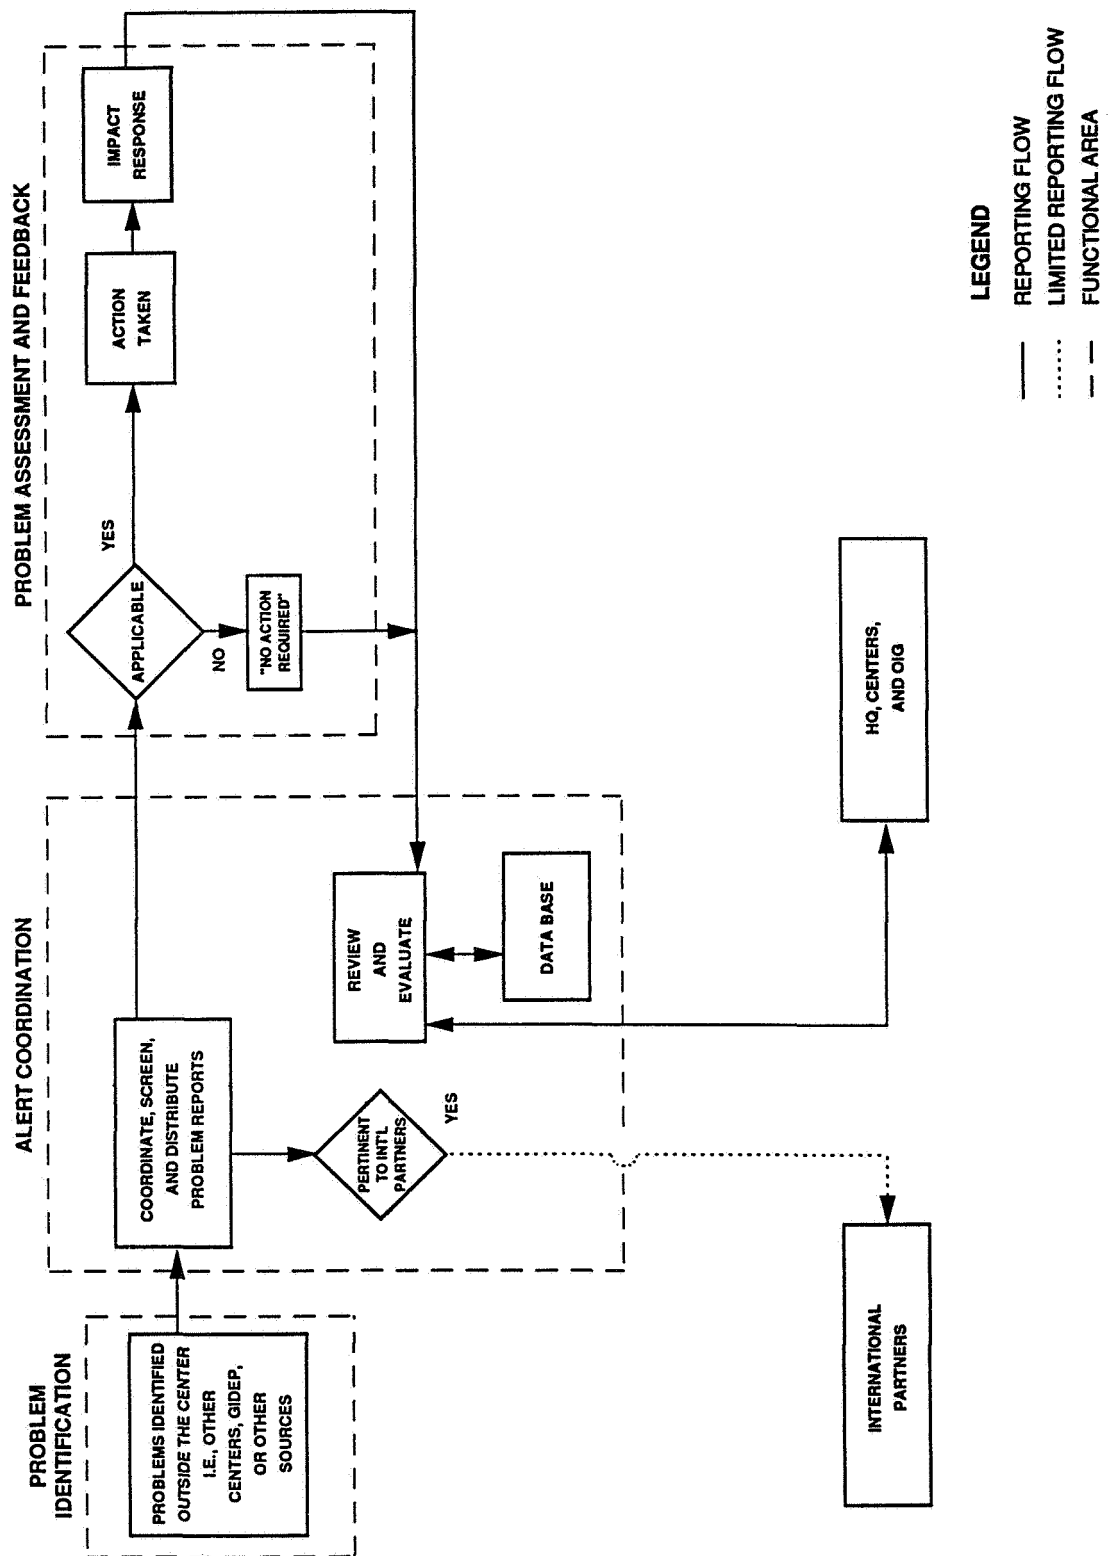 PROBLEM
IDENTIFICATION
PROBLEMS IDENTIFIED
OUTSIDE THE CENTER
I.E., OTHER
CENTERS, GIDEP,
OR OTHER
SOURCES
ALERT COORDINATION
COORDINATE, SCREEN,
AND DISTRIBUTE
PROBLEM REPORTS
PERTINENT
TO INT'L
PARTNERS
YES
REVIEW
AND
EVALUATE
DATA BASE
PROBLEM ASSESSMENT AND FEEDBACK
APPLICABLE
YES
NO
"NO ACTION
REQUIRED"
ACTION
TAKEN
IMPACT
RESPONSE
INTERNATIONAL
PARTNERS
HQ, CENTERS,
AND OIG
LEGEND
REPORTING FLOW
LIMITED REPORTING FLOW
FUNCTIONAL AREA